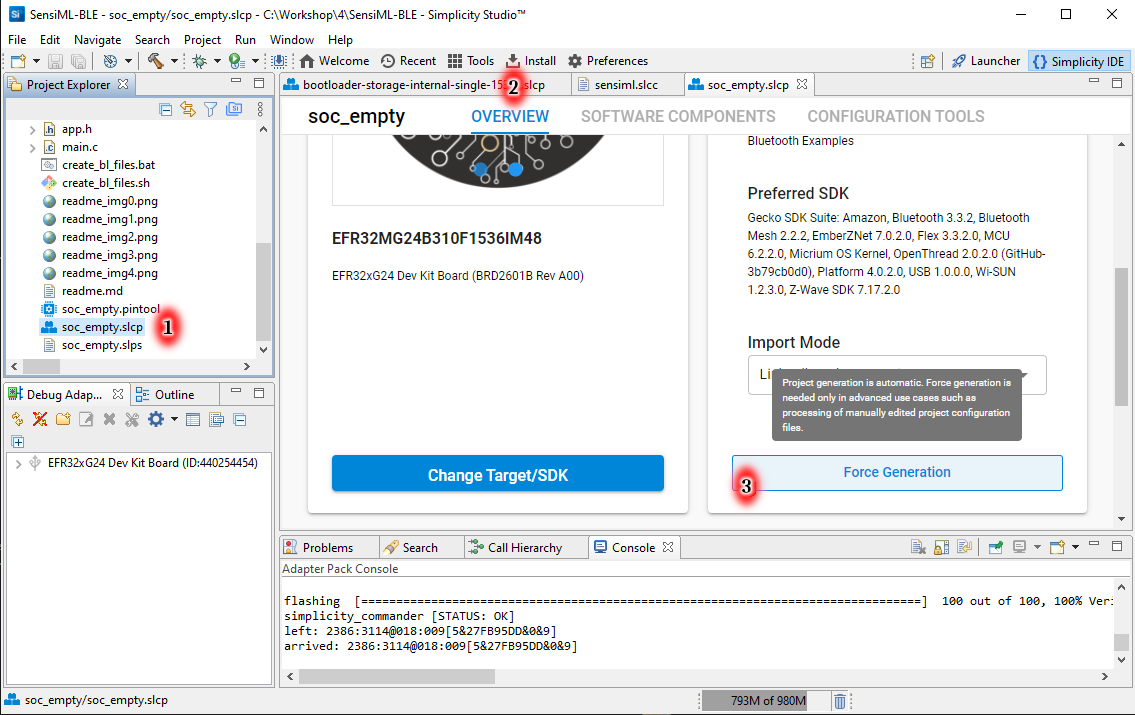 SensiML-BLE - soc_empty/soc_empty.slcp - C:\Workshop\4\SensiML-BLE - Simplicity Studio™
File Edit Navigate Search Project Run Window Help
Welcome Recent Tools Install Preferences Launcher {} Simplicity IDE
Project Explorer
app.h
main.c
create_bl_files.bat
create_bl_files.sh
readme_img0.png
readme_img1.png
readme_img2.png
readme_img3.png
readme_img4.png
readme.md
soc_empty.pintool
soc_empty.slcp
1
soc_empty.slps
Debug Adap... Outline
EFR32xG24 Dev Kit Board (ID:440254454)
bootloader-storage-internal-single-15 slcp sensiml.slcc soc_empty.slcp
2
soc_empty OVERVIEW SOFTWARE COMPONENTS CONFIGURATION TOOLS
EFR32MG24B310F1536IM48
EFR32xG24 Dev Kit Board (BRD2601B Rev A00)
Change Target/SDK
Bluetooth Examples
Preferred SDK
Gecko SDK Suite: Amazon, Bluetooth 3.3.2, Bluetooth
Mesh 2.2.2, EmberZNet 7.0.2.0, Flex 3.3.2.0, MCU
6.2.2.0, Micrium OS Kernel, OpenThread 2.0.2.0 (GitHub-
3b79cb0d0), Platform 4.0.2.0, USB 1.0.0.0, Wi-SUN
1.2.3.0, Z-Wave SDK 7.17.2.0
Import Mode
Project generation is automatic. Force generation is
needed only in advanced use cases such as
processing of manually edited project configuration
files.
3
Force Generation
Problems Search Call Hierarchy Console
Adapter Pack Console
flashing [=============================================================================] 100 out of 100, 100% Veri
simplicity_commander [STATUS: OK]
left: 2386:3114@018:009[5&27FB95DD&0&9]
arrived: 2386:3114@018:009[5&27FB95DD&0&9]
soc_empty/soc_empty.slcp
793M of 980M